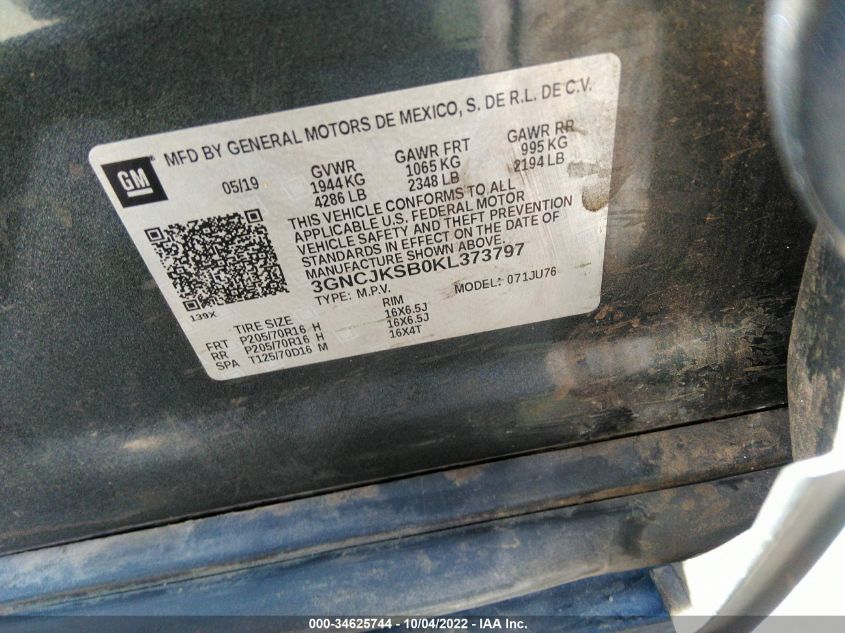 MFD BY GENERAL MOTORS DE MEXICO, S. DE R.L. DE C.V.
GM
05/19 GVWR GAWR FRT GAWR RR
1944 KG 1065 KG 995 KG
4286 LB 2348 LB 2194 LB
THIS VEHICLE CONFORMS TO ALL
APPLICABLE U.S. FEDERAL MOTOR
VEHICLE SAFETY AND THEFT PREVENTION
STANDARDS IN EFFECT ON THE DATE OF
MANUFACTURE SHOWN ABOVE.
3GNCJKSB0KL373797
TYPE: M.P.V. MODEL: 071JU76
139X
TIRE SIZE RIM
FRT P205/70R16 H 16X6.5J
RR P205/70R16 H 16X6.5J
SPA T125/70D16 M 16X4T
000-34625744 - 10/04/2022 - IAA Inc.